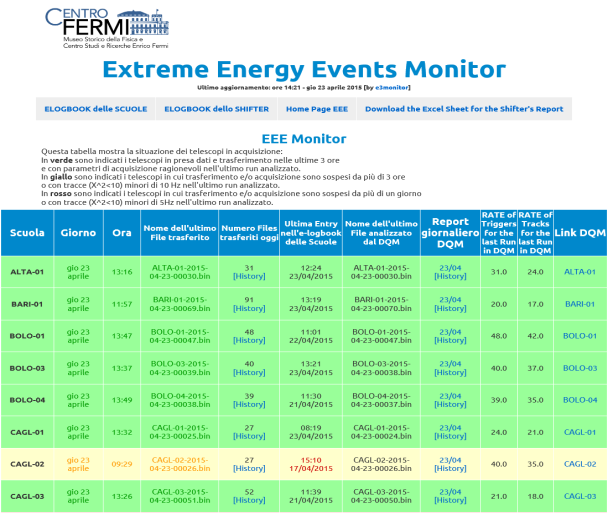 CENTRO
FERMI
Museo Storico della Fisica e
Centro Studi e Ricerche Enrico Fermi
Extreme Energy Events Monitor
Ultimo aggiornamento: ore 14:21 - gio 23 aprile 2015 [by e3monitor]
ELOGBOOK delle SCUOLE ELOGBOOK dello SHIFTER Home Page EEE Download the Excel Sheet for the Shifter's Report
EEE Monitor
Questa tabella mostra la situazione dei telescopi in acquisizione:
In verde sono indicati i telescopi in presa dati e trasferimento nelle ultime 3 ore
e con parametri di acquisizione ragionevoli nell'ultimo run analizzato.
In giallo sono indicati i telescopi in cui trasferimento e/o acquisizione sono sospesi da più di 3 ore
o con tracce (X^2<10) minori di 10 Hz nell'ultimo run analizzato.
In rosso sono indicati i telescopi in cui trasferimento e/o acquisizione sono sospesi da più di un giorno
o con tracce (X^2<10) minori di 5Hz nell'ultimo run analizzato.
Scuola Giorno Ora Nome dell'ultimo File trasferito Numero Files trasferiti oggi Ultima Entry nell'e-logbook delle Scuole Nome dell'ultimo File analizzato dal DQM Report giornaliero DQM RATE of Triggers for the last Run in DQM RATE of Tracks for the last Run in DQM Link DQM
ALTA-01 gio 23 aprile 13:16 ALTA-01-2015-04-23-00030.bin 31 [History] 12:24 23/04/2015 ALTA-01-2015-04-23-00030.bin 23/04 [History] 31.0 24.0 ALTA-01
BARI-01 gio 23 aprile 11:57 BARI-01-2015-04-23-00069.bin 91 [History] 13:19 23/04/2015 BARI-01-2015-04-23-00070.bin 23/04 [History] 20.0 17.0 BARI-01
BOLO-01 gio 23 aprile 13:47 BOLO-01-2015-04-23-00047.bin 48 [History] 11:01 22/04/2015 BOLO-01-2015-04-23-00047.bin 23/04 [History] 48.0 42.0 BOLO-01
BOLO-03 gio 23 aprile 13:37 BOLO-03-2015-04-23-00039.bin 40 [History] 13:21 23/04/2015 BOLO-03-2015-04-23-00038.bin 23/04 [History] 40.0 37.0 BOLO-03
BOLO-04 gio 23 aprile 13:49 BOLO-04-2015-04-23-00038.bin 39 [History] 11:30 21/04/2015 BOLO-04-2015-04-23-00037.bin 23/04 [History] 39.0 35.0 BOLO-04
CAGL-01 gio 23 aprile 13:32 CAGL-01-2015-04-23-00025.bin 27 [History] 08:19 23/04/2015 CAGL-01-2015-04-23-00024.bin 23/04 [History] 24.0 21.0 CAGL-01
CAGL-02 gio 23 aprile 09:29 CAGL-02-2015-04-23-00026.bin 27 [History] 15:10 17/04/2015 CAGL-02-2015-04-23-00026.bin 23/04 [History] 40.0 35.0 CAGL-02
CAGL-03 gio 23 aprile 13:26 CAGL-03-2015-04-23-00051.bin 52 [History] 11:39 21/04/2015 CAGL-03-2015-04-23-00050.bin 23/04 [History] 21.0 18.0 CAGL-03